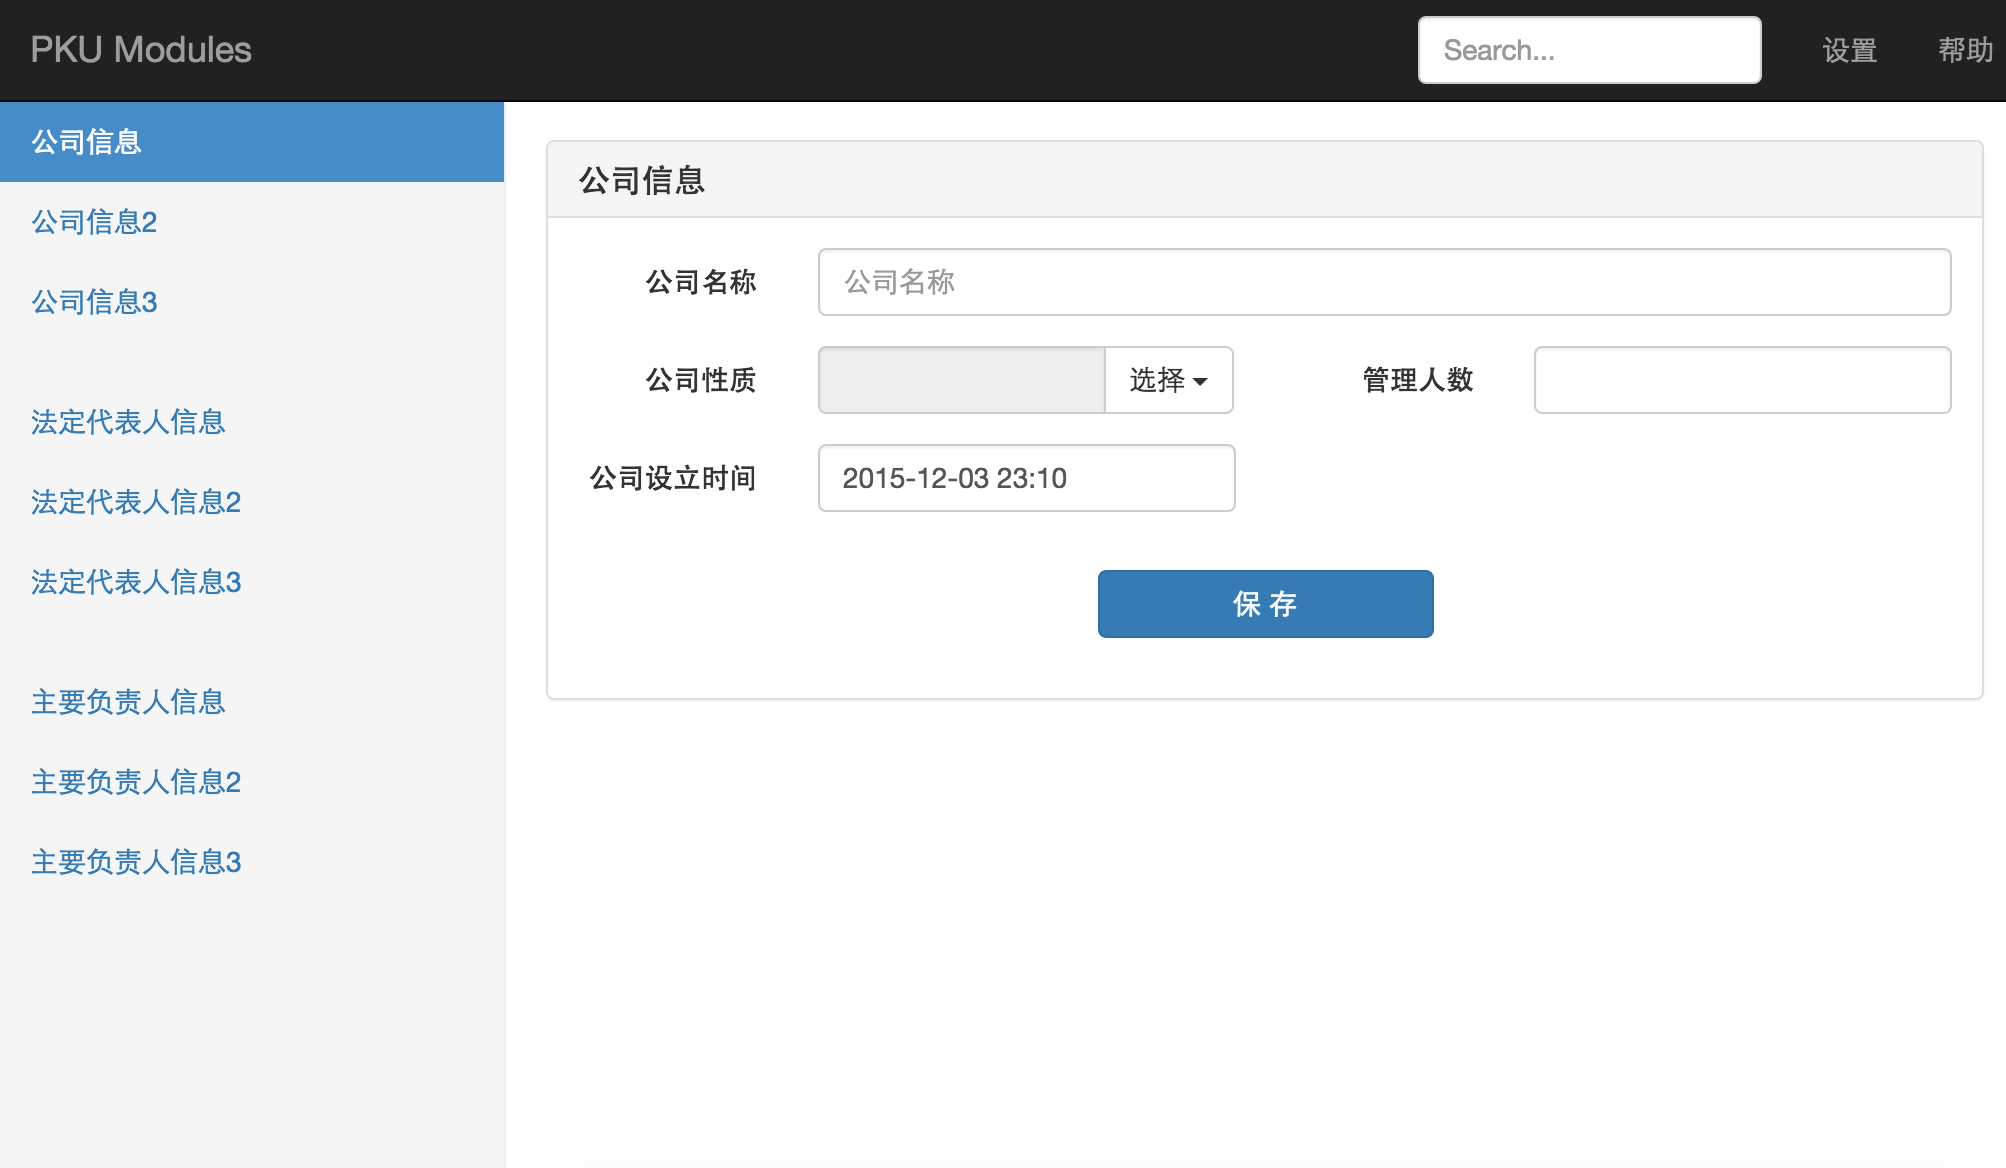 PKU Modules
Search...
设置
帮助
公司信息
公司信息2
公司信息3
法定代表人信息
法定代表人信息2
法定代表人信息3
主要负责人信息
主要负责人信息2
主要负责人信息3
公司信息
公司名称
公司名称
公司性质
选择
管理人数
公司设立时间
2015-12-03 23:10
保 存